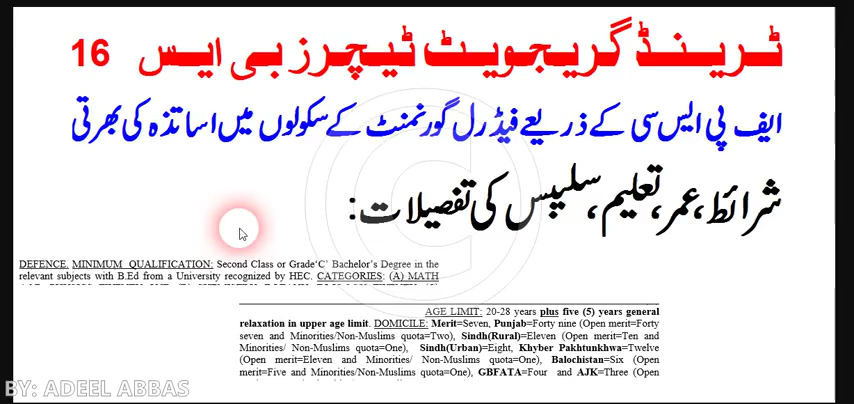 ٹرینڈ گریجویٹ ٹیچرز بی ایس 16
ایف پی ایس سی کے ذریعے فیڈرل گورنمنٹ کے سکولوں میں اساتذہ کی بھرتی
شرائط، عمر، تعلیم، سلیپس کی تفصیلات:
DEFENCE. MINIMUM QUALIFICATION: Second Class or Grade‘C’ Bachelor’s Degree in the
relevant subjects with B.Ed from a University recognized by HEC. CATEGORIES: (A) MATH
AGE LIMIT: 20-28 years plus five (5) years general
relaxation in upper age limit. DOMICILE: Merit=Seven, Punjab=Forty nine (Open merit=Forty
seven and Minorities/Non-Muslims quota=Two), Sindh(Rural)=Eleven (Open merit=Ten and
Minorities/ Non-Muslims quota=One), Sindh(Urban)=Eight, Khyber Pakhtunkhwa=Twelve
(Open merit=Eleven and Minorities/ Non-Muslims quota=One), Balochistan=Six (Open
merit=Five and Minorities/Non-Muslims quota=One), GBFATA=Four and AJK=Three (Open
BY: ADEEL ABBAS